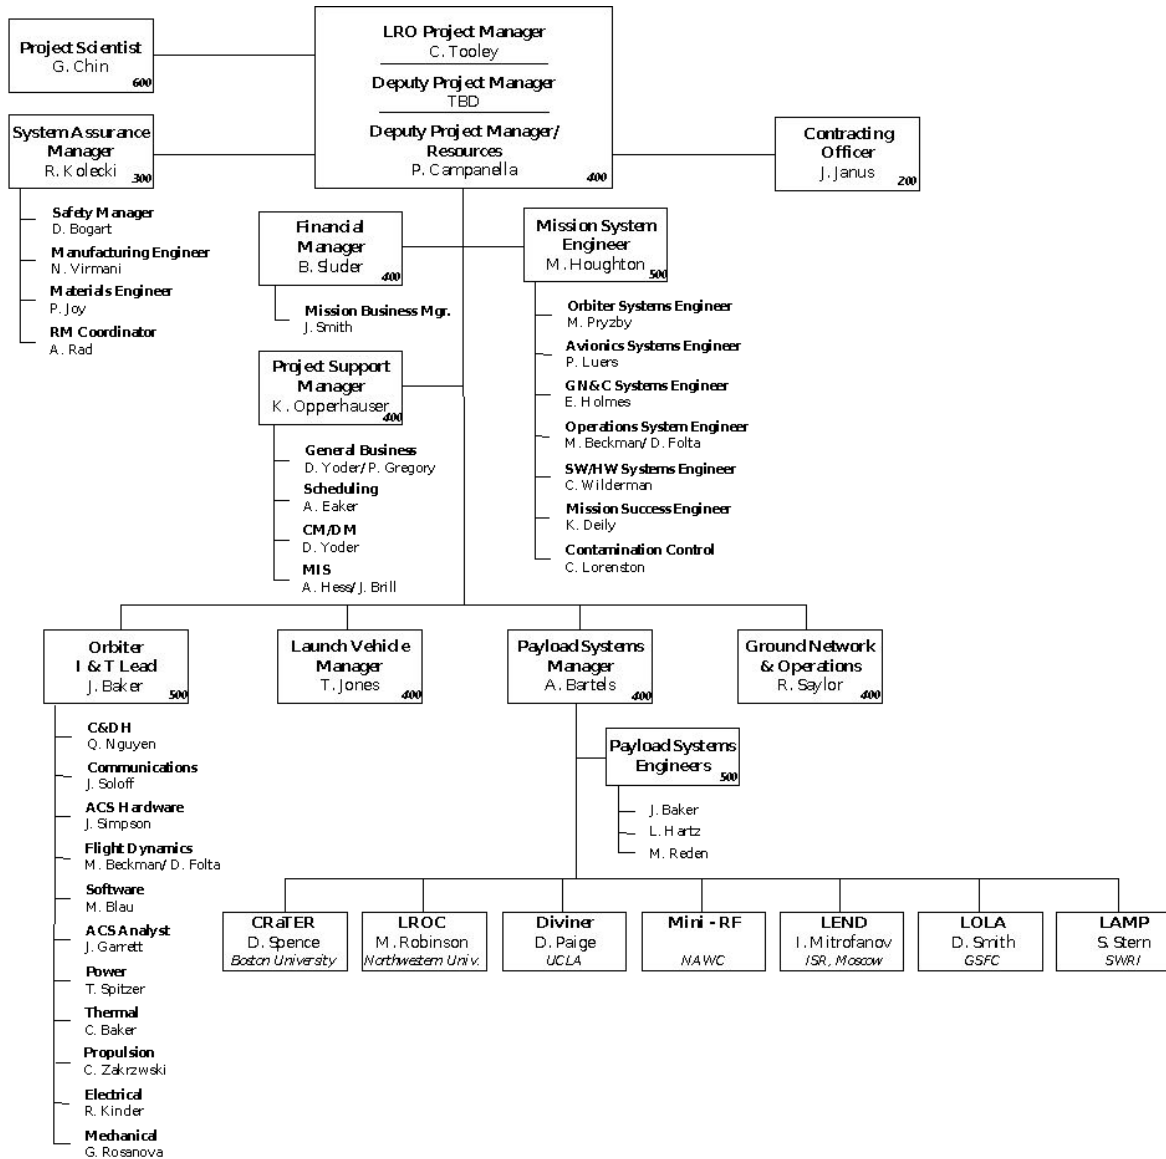 Project Scientist
G. Chin
600
LRO Project Manager
C. Tooley
Deputy Project Manager
TBD
Deputy Project Manager/
Resources
P. Campanella
400
System Assurance
Manager
R. Kolecki
300
Contracting
Officer
J. Janus
200
Safety Manager
D. Bogart
Manufacturing Engineer
N. Virmani
Materials Engineer
P. Joy
RM Coordinator
A. Rad
Financial
Manager
B. Sluder
400
Mission Business Mgr.
J. Smith
Mission System
Engineer
M. Houghton
500
Orbiter Systems Engineer
M. Pryzby
Avionics Systems Engineer
P. Luers
GN&C Systems Engineer
E. Holmes
Operations System Engineer
M. Beckman/ D. Folta
SW/HW Systems Engineer
C. Wilderman
Mission Success Engineer
K. Deily
Contamination Control
C. Lorenston
Project Support
Manager
K. Opperhauser
400
General Business
D. Yoder/ P. Gregory
Scheduling
A. Eaker
CM/DM
D. Yoder
MIS
A. Hess/ J. Brill
Orbiter
I & T Lead
J. Baker
500
Launch Vehicle
Manager
T. Jones
400
Payload Systems
Manager
A. Bartels
400
Ground Network
& Operations
R. Saylor
400
C&DH
Q. Nguyen
Communications
J. Soloff
ACS Hardware
J. Simpson
Flight Dynamics
M. Beckman/ D. Folta
Software
M. Blau
ACS Analyst
J. Garrett
Power
T. Spitzer
Thermal
C. Baker
Propulsion
C. Zakrzwski
Electrical
R. Kinder
Mechanical
G. Rosanova
Payload Systems
Engineers
500
J. Baker
L. Hartz
M. Reden
CRaTER
D. Spence
Boston University
LROC
M. Robinson
Northwestern Univ.
Diviner
D. Paige
UCLA
Mini - RF
NAWC
LEND
I. Mitrofanov
ISR, Moscow
LOLA
D. Smith
GSFC
LAMP
S. Stern
SWRI